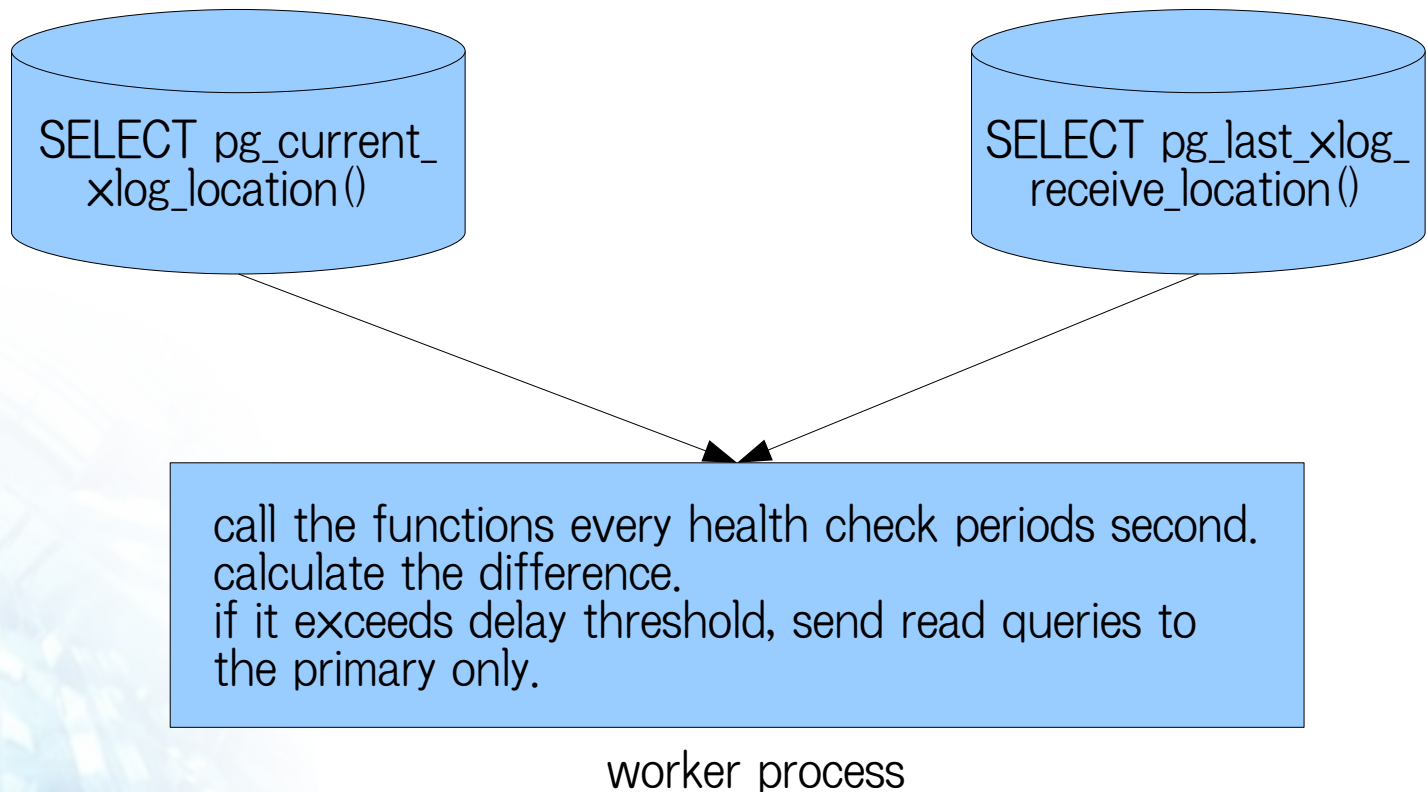 SELECT pg_current_
xlog_location()
SELECT pg_last_xlog_
receive_location()
call the functions every health check periods second.
calculate the difference.
if it exceeds delay threshold, send read queries to
the primary only.
worker process